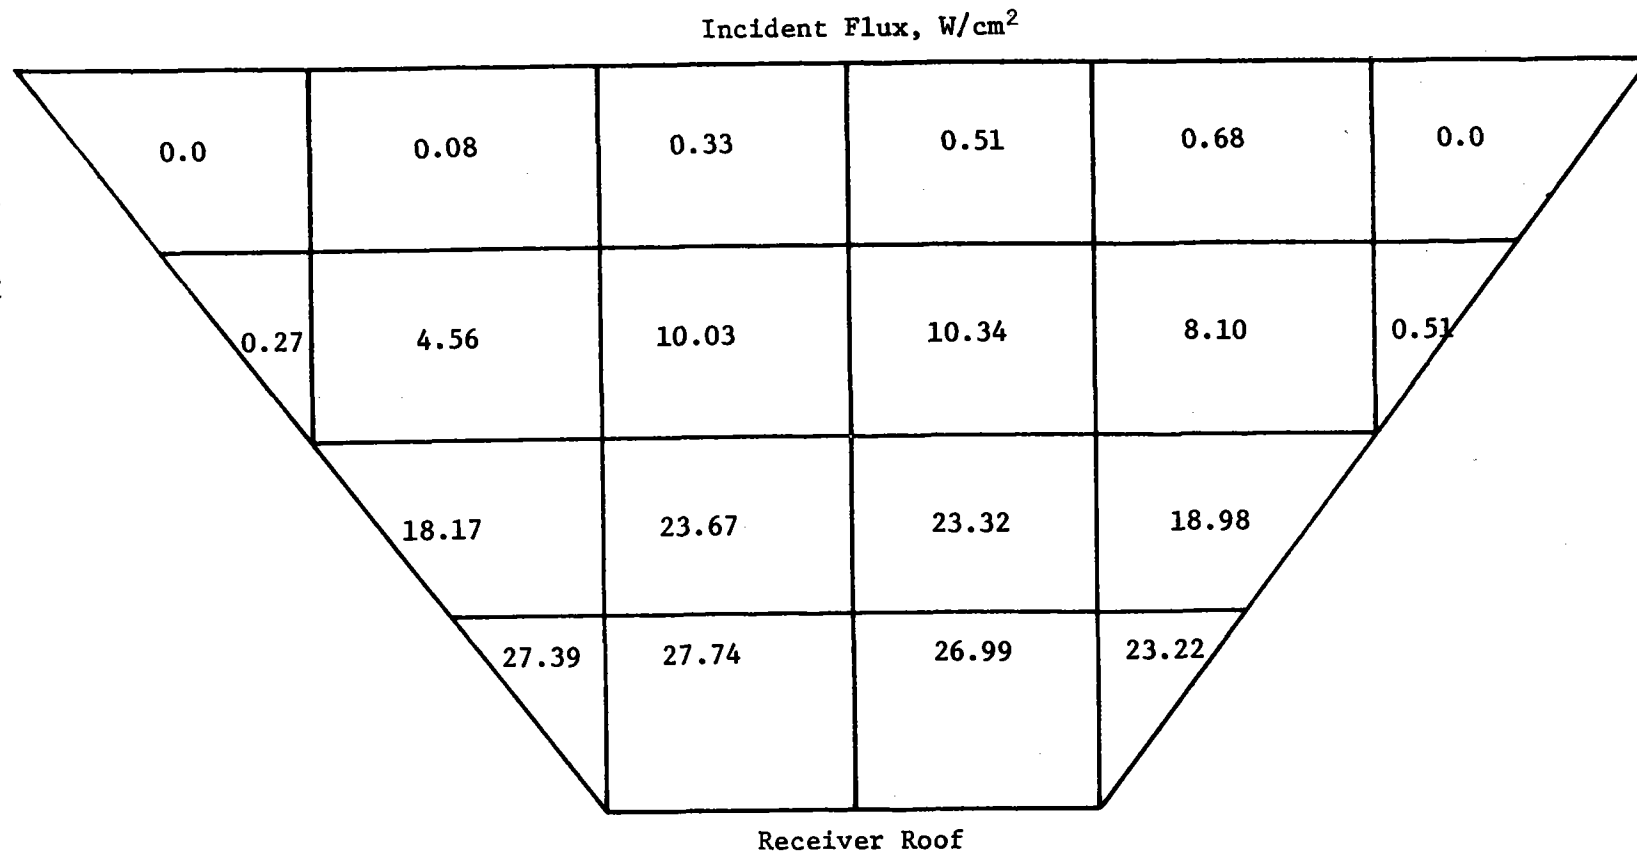 Incident Flux, W/cm²
0.0 0.08 0.33 0.51 0.68 0.0
0.27 4.56 10.03 10.34 8.10 0.51
18.17 23.67 23.32 18.98
27.39 27.74 26.99 23.22
Receiver Roof